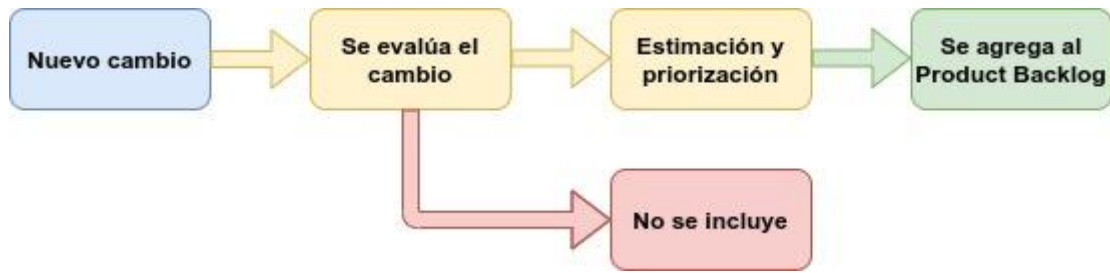 Nuevo cambio
Se evalúa el
cambio
Estimación y
priorización
Se agrega al
Product Backlog
No se incluye